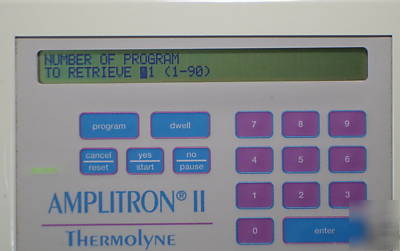 NUMBER OF PROGRAM
TO RETRIEVE 1 (1-90)
program dwell 7 8 9
cancel yes no
reset start pause
4 5 6
AMPLITRON® II
1 2 3
THERMOLYNE
0 enter